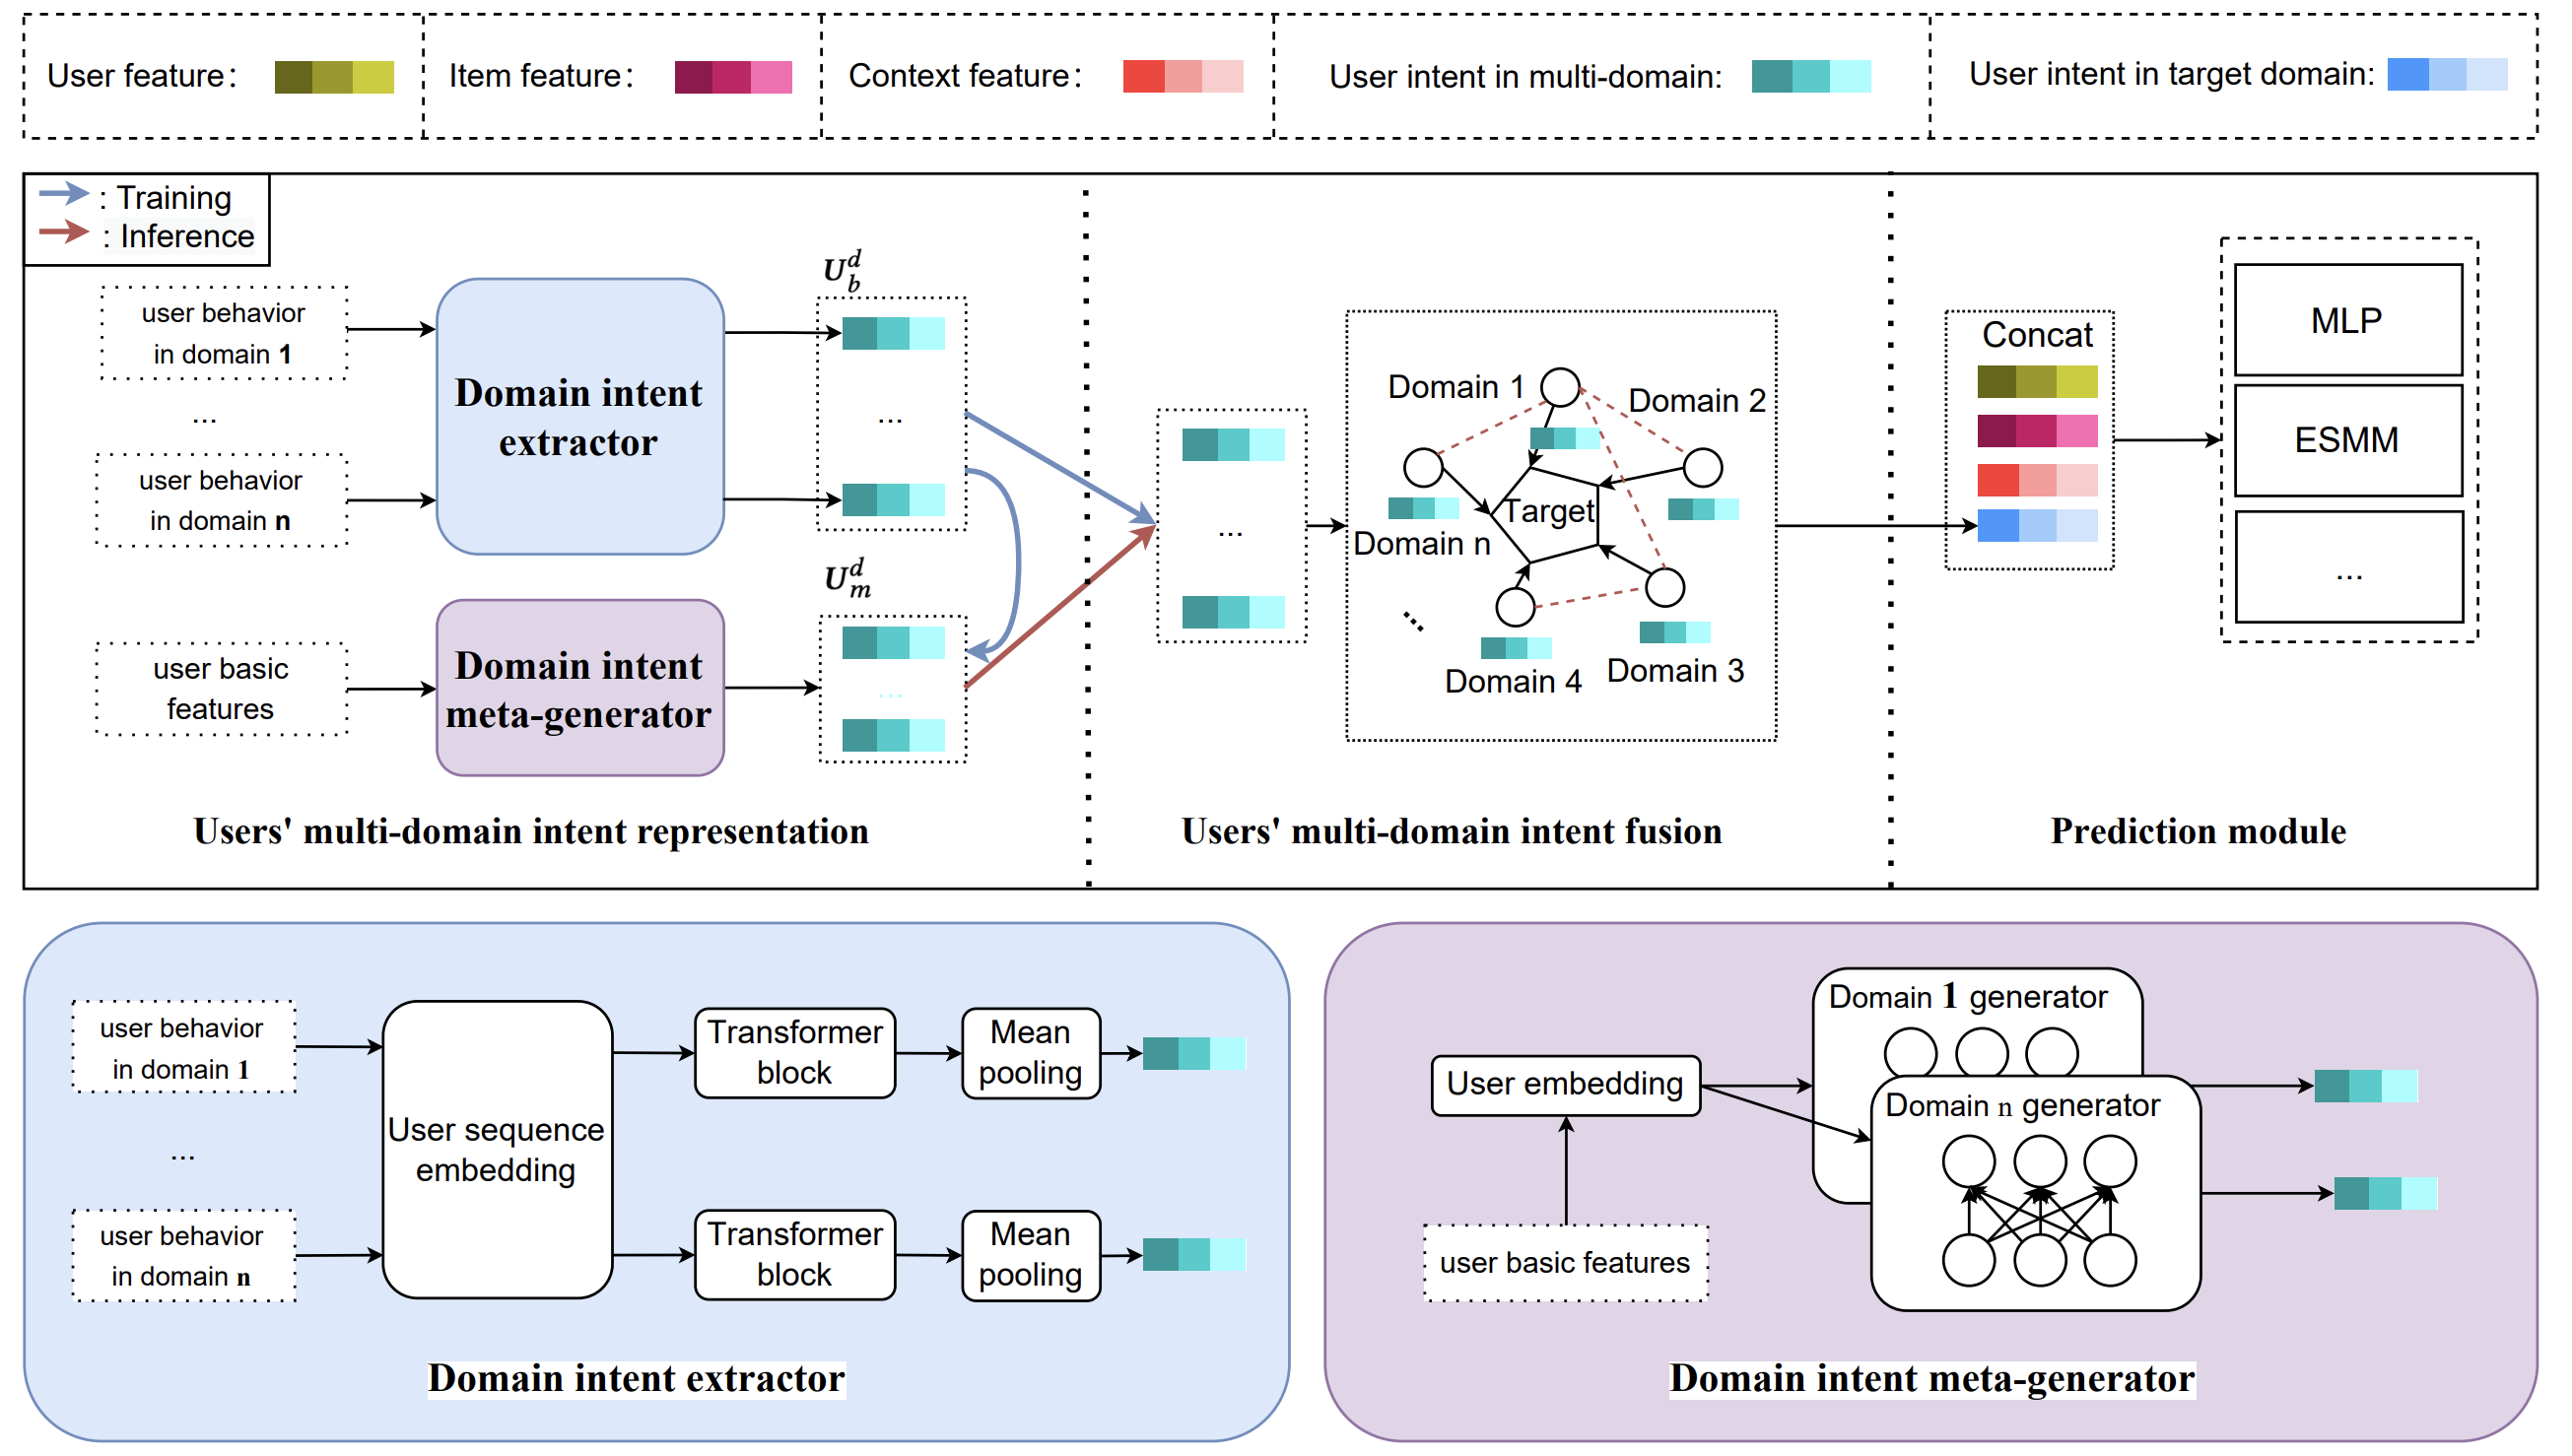 User feature:
Item feature:
Context feature:
User intent in multi-domain:
User intent in target domain:
: Training
: Inference
user behavior
in domain 1
...
user behavior
in domain n
user basic
features
Domain intent
extractor
Domain intent
meta-generator
U_b^d
...
U_m^d
...
Users' multi-domain intent representation
...
Domain 1
Domain 2
Target
Domain n
Domain 3
Domain 4
Users' multi-domain intent fusion
Concat
MLP
ESMM
...
Prediction module
user behavior
in domain 1
...
user behavior
in domain n
User sequence
embedding
Transformer
block
Mean
pooling
Transformer
block
Mean
pooling
Domain intent extractor
Domain 1 generator
User embedding
Domain n generator
user basic features
Domain intent meta-generator